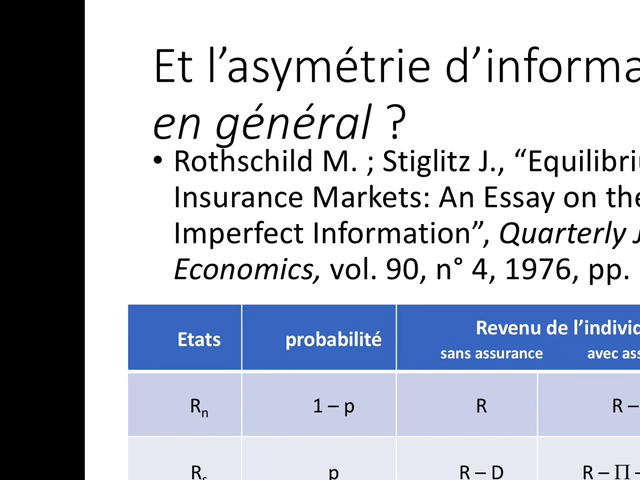 Et l’asymétrie d’informa
en général ?
• Rothschild M. ; Stiglitz J., “Equilibri
Insurance Markets: An Essay on the
Imperfect Information”, Quarterly J
Economics, vol. 90, n° 4, 1976, pp.
Etats probabilité Revenu de l’individ
sans assurance avec ass
Rn 1 – p R R –
Rs p R – D R – Π –